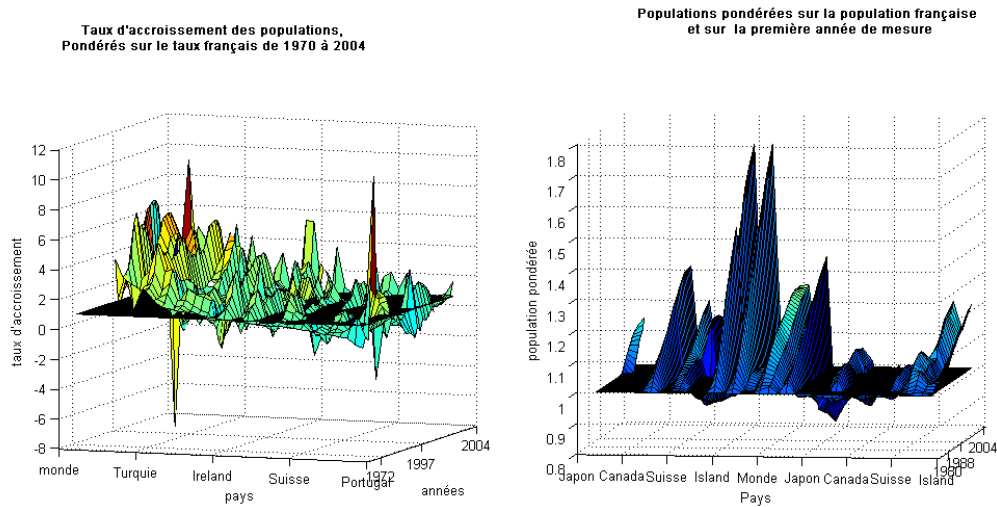 Taux d'accroissement des populations,
Pondérés sur le taux français de 1970 à 2004
12
10
8
6
4
2
0
-2
-4
-6
-8
taux d'accroissement
monde
Turquie
Ireland
Suisse
Portugal
pays
1972
1997
2004
années
Populations pondérées sur la population française
et sur la première année de mesure
1.8
1.7
1.6
1.5
1.4
1.3
1.2
1.1
1
0.9
0.8
population pondérée
Japon
Canada
Suisse
Island
Monde
Japon
Canada
Suisse
Island
Pays
1980
1988
2004